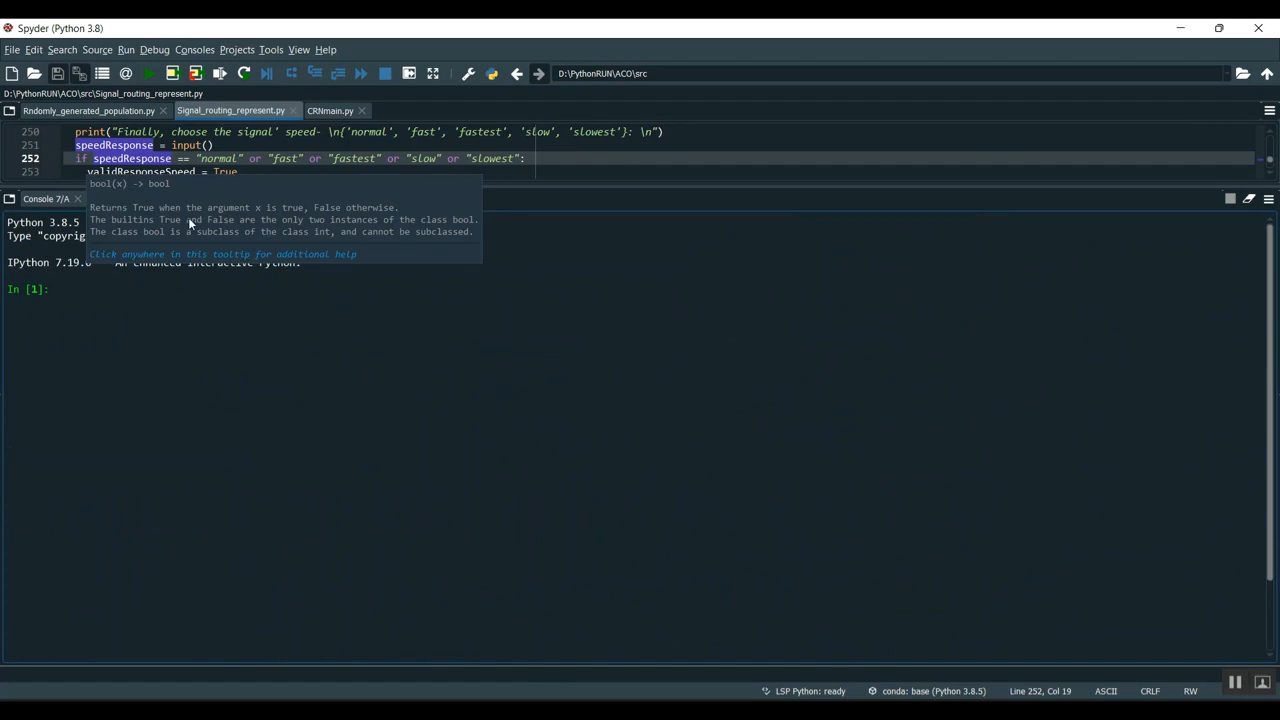 Spyder (Python 3.8)
File Edit Search Source Run Debug Consoles Projects Tools View Help
D:\PythonRUN\ACO\src
D:\PythonRUN\ACO\src\Signal_routing_represent.py
Rndomly_generated_population.py Signal_routing_represent.py CRNmain.py
250 print("Finally, choose the signal' speed- \n{'normal', 'fast', 'fastest', 'slow', 'slowest'}: \n")
251 speedResponse = input()
252 if speedResponse == "normal" or "fast" or "fastest" or "slow" or "slowest":
253 validResponseSpeed = True
bool(x) -> bool
Console 7/A
Returns True when the argument x is true, False otherwise.
The builtins True and False are the only two instances of the class bool.
The class bool is a subclass of the class int, and cannot be subclassed.
Click anywhere in this tooltip for additional help
Python 3.8.5
Type "copyrig
IPython 7.19.0 -- An enhanced Interactive Python.
In [1]:
LSP Python: ready conda: base (Python 3.8.5) Line 252, Col 19 ASCII CRLF RW